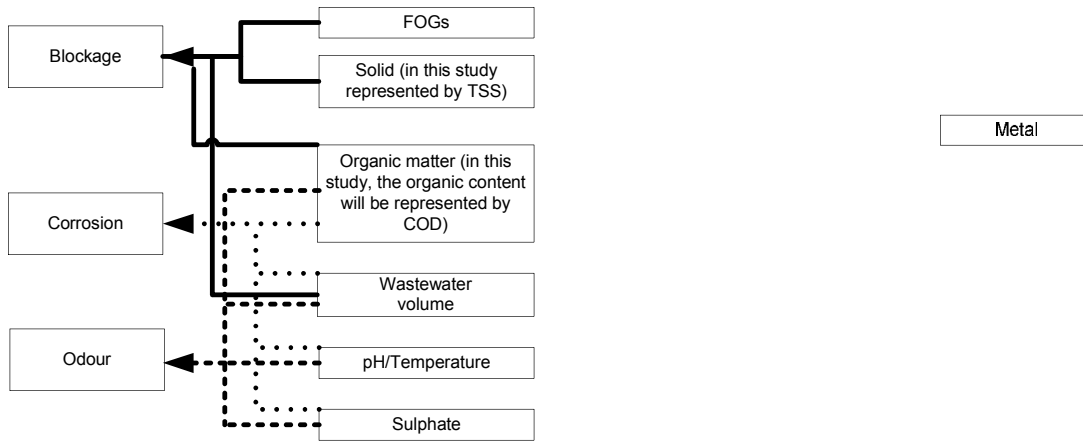 Blockage
FOGs
Solid (in this study
represented by TSS)
Metal
Organic matter (in this
study, the organic content
will be represented by
COD)
Corrosion
Wastewater
volume
Odour
pH/Temperature
Sulphate